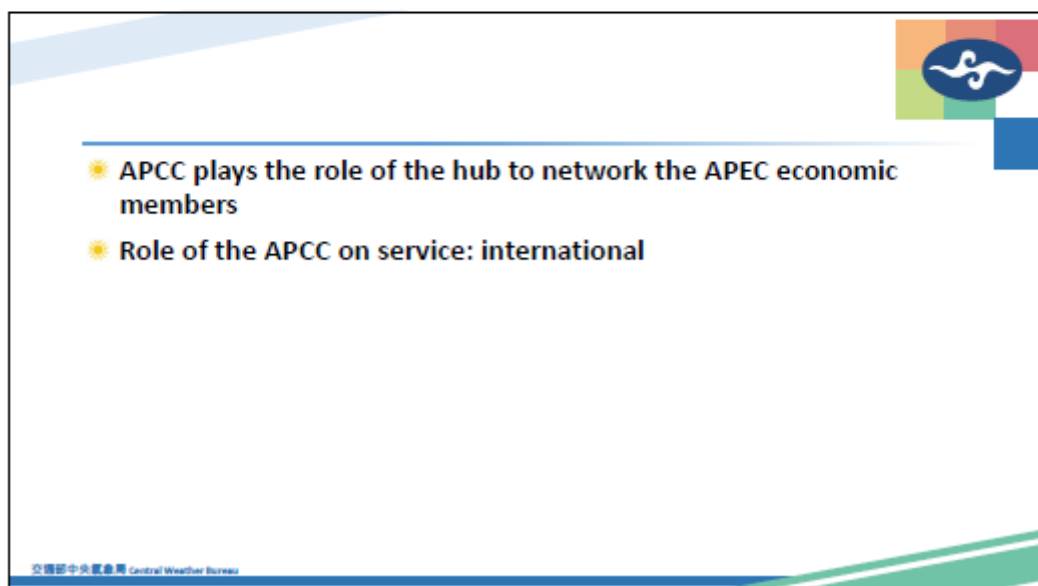 APCC plays the role of the hub to network the APEC economic
members
Role of the APCC on service: international
交通部中央氣象局 Central Weather Bureau